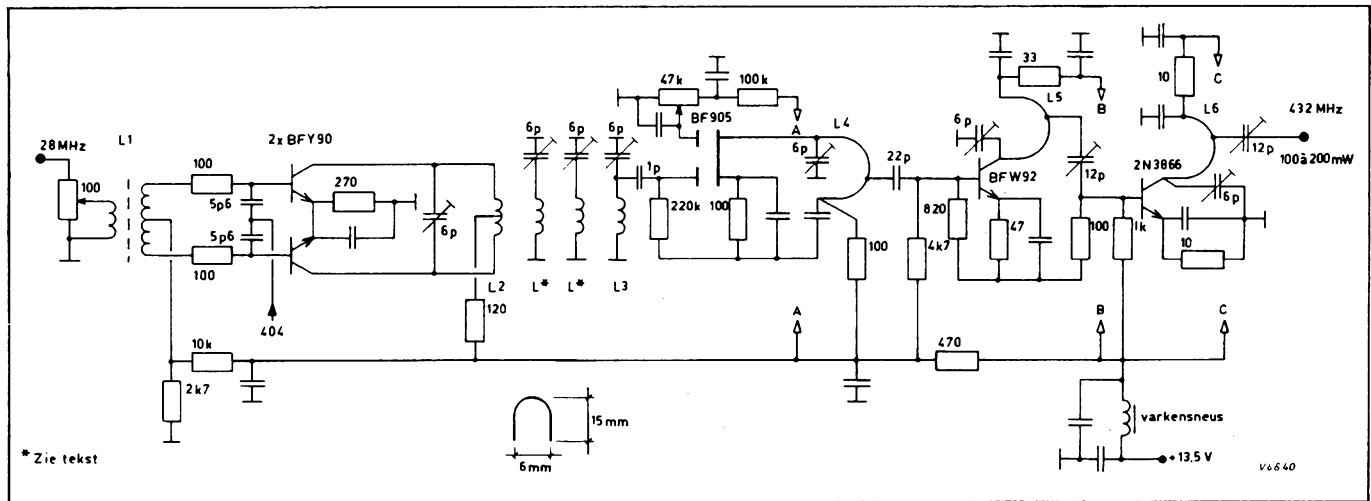 28MHz
L1
100
100
5p6
5p6
100
2x BFY90
270
404
6p
L2
120
10k
2k7
6p
6p
6p
L*
L*
L3
1p
47k
100k
A
BF905
220k
100
L4
6p
22p
100
4k7
820
6p
BFW92
47
33
L5
B
12p
100
1k
2N3866
10
C
L6
432 MHz
12p
100 à 200mW
6p
10
A
B
C
470
15mm
6mm
varkensneus
+13,5 V
* Zie tekst
V6640